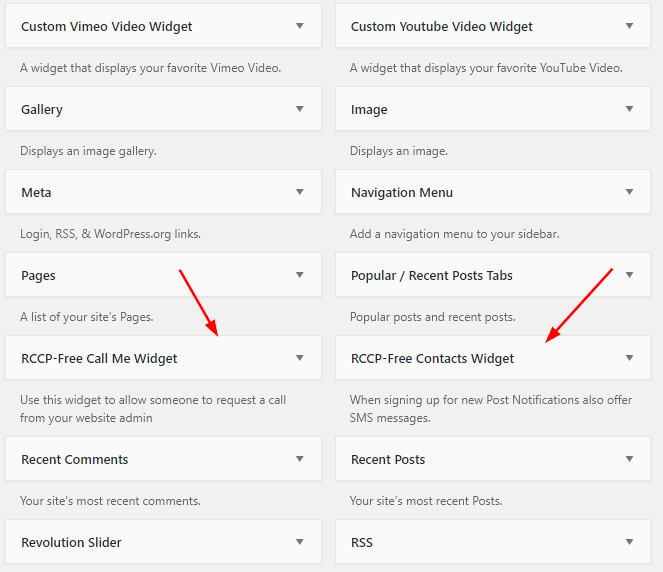 Custom Vimeo Video Widget
Custom Youtube Video Widget
A widget that displays your favorite Vimeo Video.
A widget that displays your favorite YouTube Video.
Gallery
Image
Displays an image gallery.
Displays an image.
Meta
Navigation Menu
Login, RSS, & WordPress.org links.
Add a navigation menu to your sidebar.
Pages
Popular / Recent Posts Tabs
A list of your site's Pages.
Popular posts and recent posts.
RCCP-Free Call Me Widget
RCCP-Free Contacts Widget
Use this widget to allow someone to request a call
from your website admin
When signing up for new Post Notifications also offer
SMS messages.
Recent Comments
Recent Posts
Your site's most recent comments.
Your site's most recent Posts.
Revolution Slider
RSS